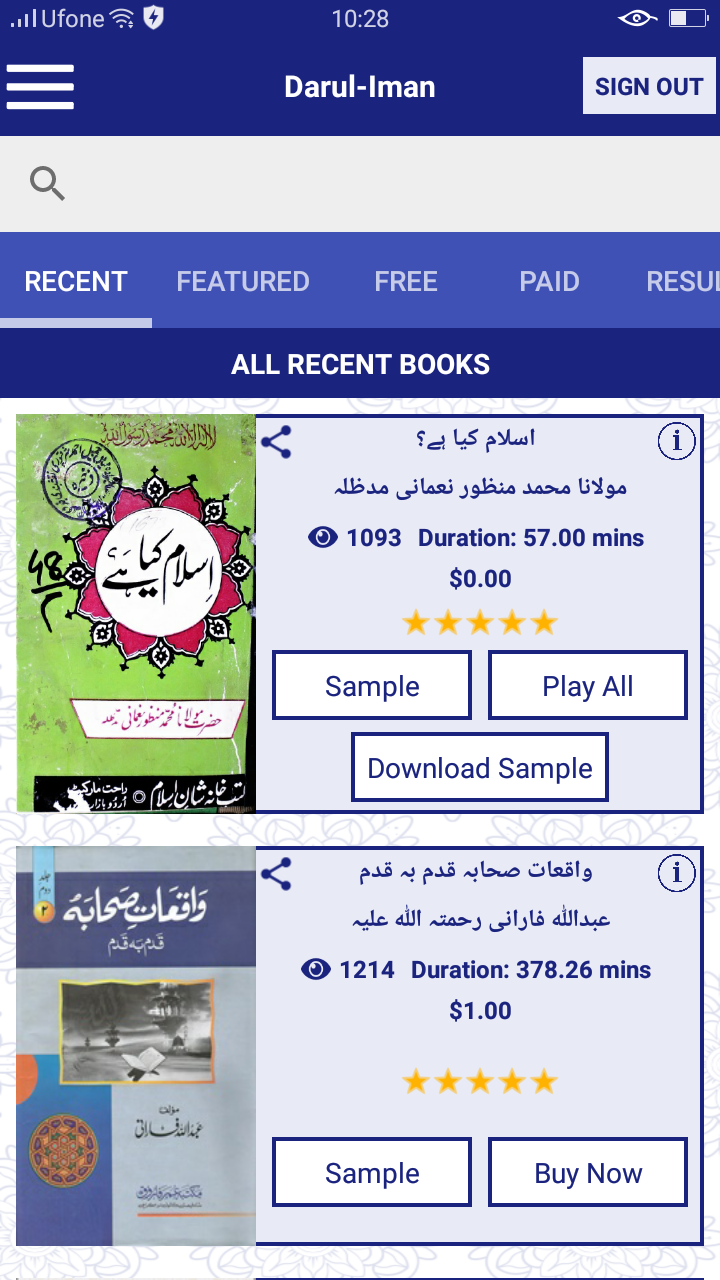 Ufone 10:28
Darul-Iman
SIGN OUT
RECENT FEATURED FREE PAID RESUL
ALL RECENT BOOKS
لا اله الا الله محمد رسول الله
اسلام کیا ہے؟
حضرت مولانا محمد منظور نعمانی مدظلہ
کتب خانہ شان اسلام
راحت مارکیٹ
اردو بازار
اسلام کیا ہے؟
i
مولانا محمد منظور نعمانی مدظلہ
1093 Duration: 57.00 mins
$0.00
Sample
Play All
Download Sample
جلد
دوم
۲
واقعات صحابہ
قدم بہ قدم
مؤلف
عبداللہ فارانی
واقعات صحابہ قدم بہ قدم
i
عبداللہ فارانی رحمتہ اللہ علیہ
1214 Duration: 378.26 mins
$1.00
Sample
Buy Now